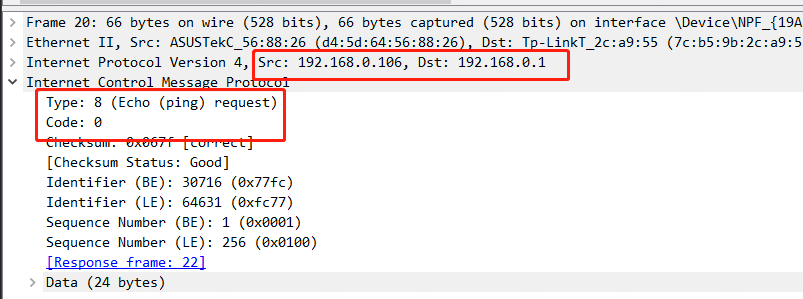 Frame 20: 66 bytes on wire (528 bits), 66 bytes captured (528 bits) on interface \Device\NPF_{19A
Ethernet II, Src: ASUSTekC_56:88:26 (d4:5d:64:56:88:26), Dst: Tp-LinkT_2c:a9:55 (7c:b5:9b:2c:a9:5
Internet Protocol Version 4, Src: 192.168.0.106, Dst: 192.168.0.1
Internet Control Message Protocol
Type: 8 (Echo (ping) request)
Code: 0
Checksum: 0x067f [correct]
[Checksum Status: Good]
Identifier (BE): 30716 (0x77fc)
Identifier (LE): 64631 (0xfc77)
Sequence Number (BE): 1 (0x0001)
Sequence Number (LE): 256 (0x0100)
[Response frame: 22]
Data (24 bytes)